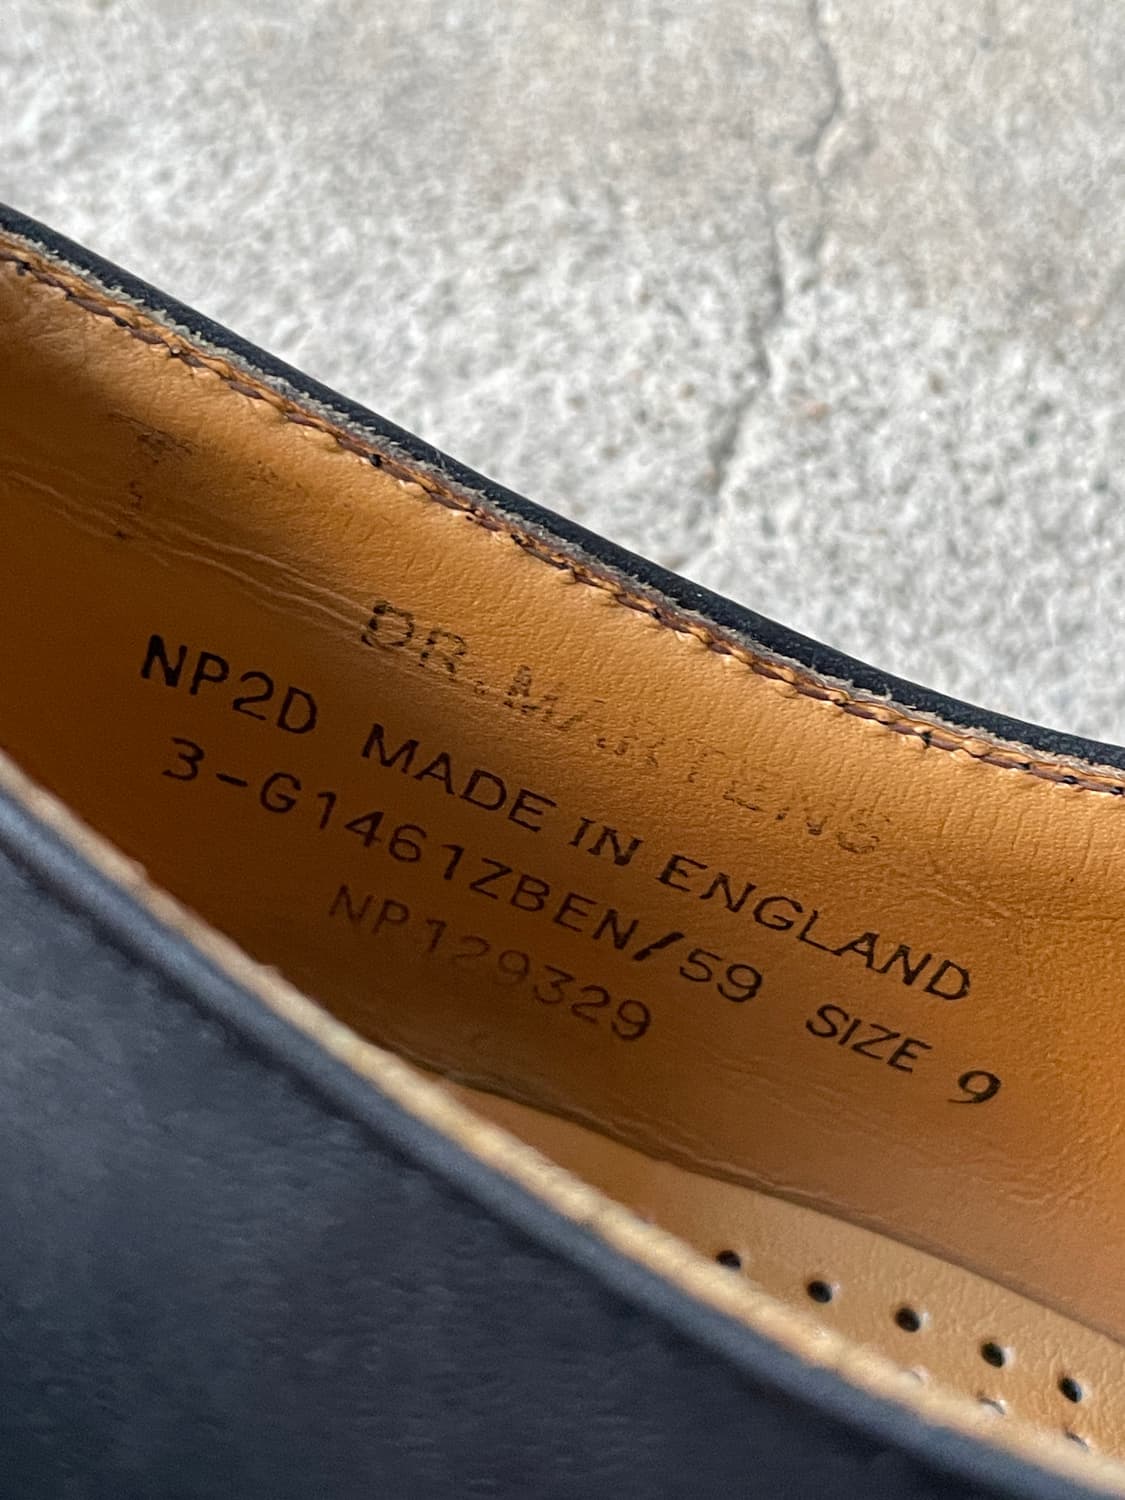 DR. MARTENS
NP2D MADE IN ENGLAND
3-G1461ZBEN/59 SIZE 9
NP129329